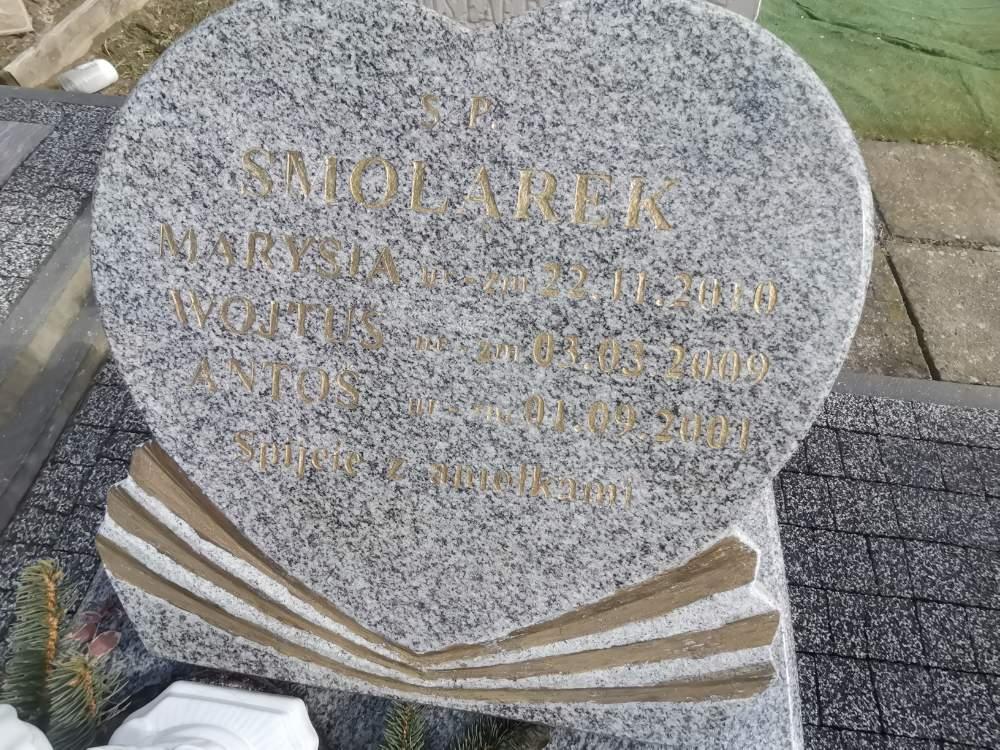 Ś. P.
SMOLAREK
MARYSIA ur - zm 22.11.2010
WOJTUŚ ur - zm 03.03 2009
ANTOŚ ur - zm 01.09.2001
Śpijcie z aniołkami